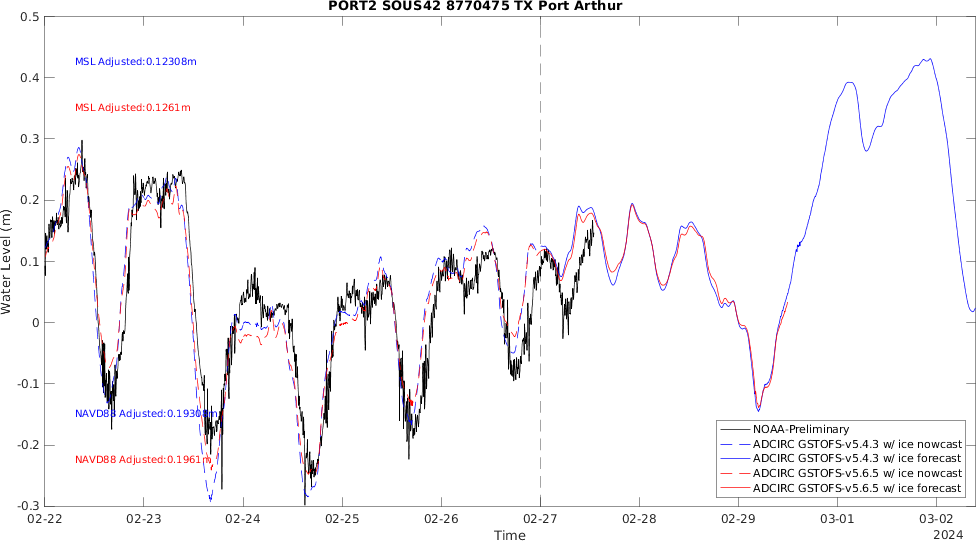 PORT2 SOUS42 8770475 TX Port Arthur
0.5
0.4
0.3
0.2
0.1
0
-0.1
-0.2
-0.3
Water Level (m)
MSL Adjusted:0.12308m
MSL Adjusted:0.1261m
NAVD88 Adjusted:0.19308m
NAVD88 Adjusted:0.1961m
NOAA-Preliminary
ADCIRC GSTOFS-v5.4.3 w/ ice nowcast
ADCIRC GSTOFS-v5.4.3 w/ ice forecast
ADCIRC GSTOFS-v5.6.5 w/ ice nowcast
ADCIRC GSTOFS-v5.6.5 w/ ice forecast
02-22 02-23 02-24 02-25 02-26 02-27 02-28 02-29 03-01 03-02
Time
2024